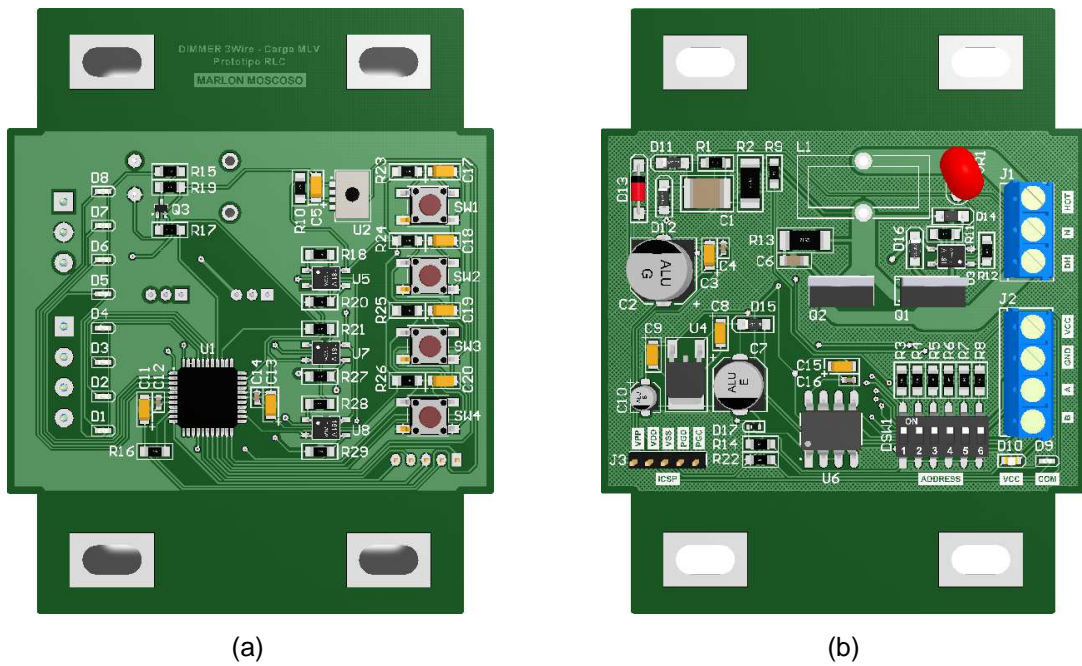 DIMMER 3Wire - Carga MLV
Prototipo RLC
MARLON MOSCOSO
D8
D7
D6
D5
D4
D3
D2
D1
R15
R19
Q3
R17
R10
C5
U2
R23
C17
SW1
R24
C18
SW2
R25
C19
SW3
R26
C20
SW4
R18
U5
R20
R21
U7
R27
R28
U8
R29
U1
C11
C12
C14
C13
R16
(a)
D11
R1
R2
R9
L1
J1
HOT
N
DH1
D13
D12
C1
D14
R11
D16
R12
R13
C6
C4
C3
ALU
G
C2
Q2
Q1
J2
VCC
GND
A
B
C8
D15
C9
U4
C7
ALU
E
C10
C15
C16
R3
R4
R5
R6
R7
R8
DSW1
ON
1 2 3 4 5 6
D17
R14
R22
U6
VPP
VDD
VSS
PGD
PGC
J3
ICSP
ADDRESS
D10
D9
VCC
COM
(b)